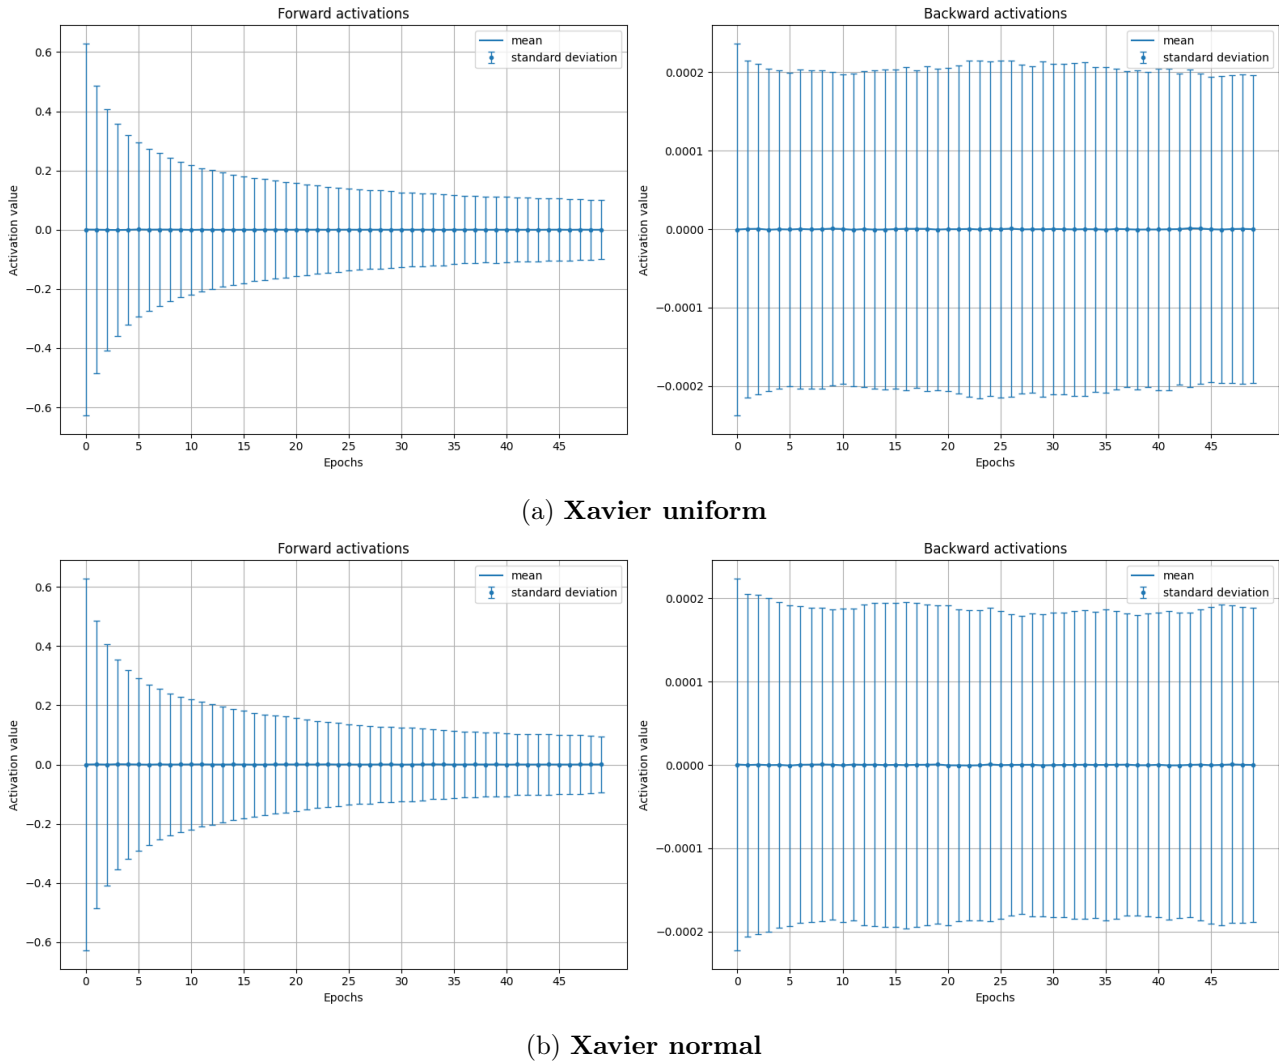 Forward activations
mean
standard deviation
0.6
0.4
0.2
0.0
−0.2
−0.4
−0.6
Activation value
0 5 10 15 20 25 30 35 40 45
Epochs
Backward activations
mean
standard deviation
0.0002
0.0001
0.0000
−0.0001
−0.0002
Activation value
0 5 10 15 20 25 30 35 40 45
Epochs
(a) Xavier uniform
Forward activations
mean
standard deviation
0.6
0.4
0.2
0.0
−0.2
−0.4
−0.6
Activation value
0 5 10 15 20 25 30 35 40 45
Epochs
Backward activations
mean
standard deviation
0.0002
0.0001
0.0000
−0.0001
−0.0002
Activation value
0 5 10 15 20 25 30 35 40 45
Epochs
(b) Xavier normal